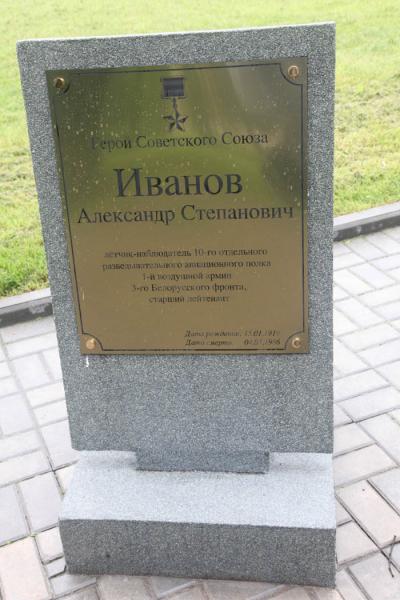 Герой Советского Союза
Иванов
Александр Степанович
лётчик-наблюдатель 10-го отдельного
разведывательного авиационного полка
1-й воздушной армии
3-го Белорусского фронта,
старший лейтенант
Дата рождения:
Дата смерти: